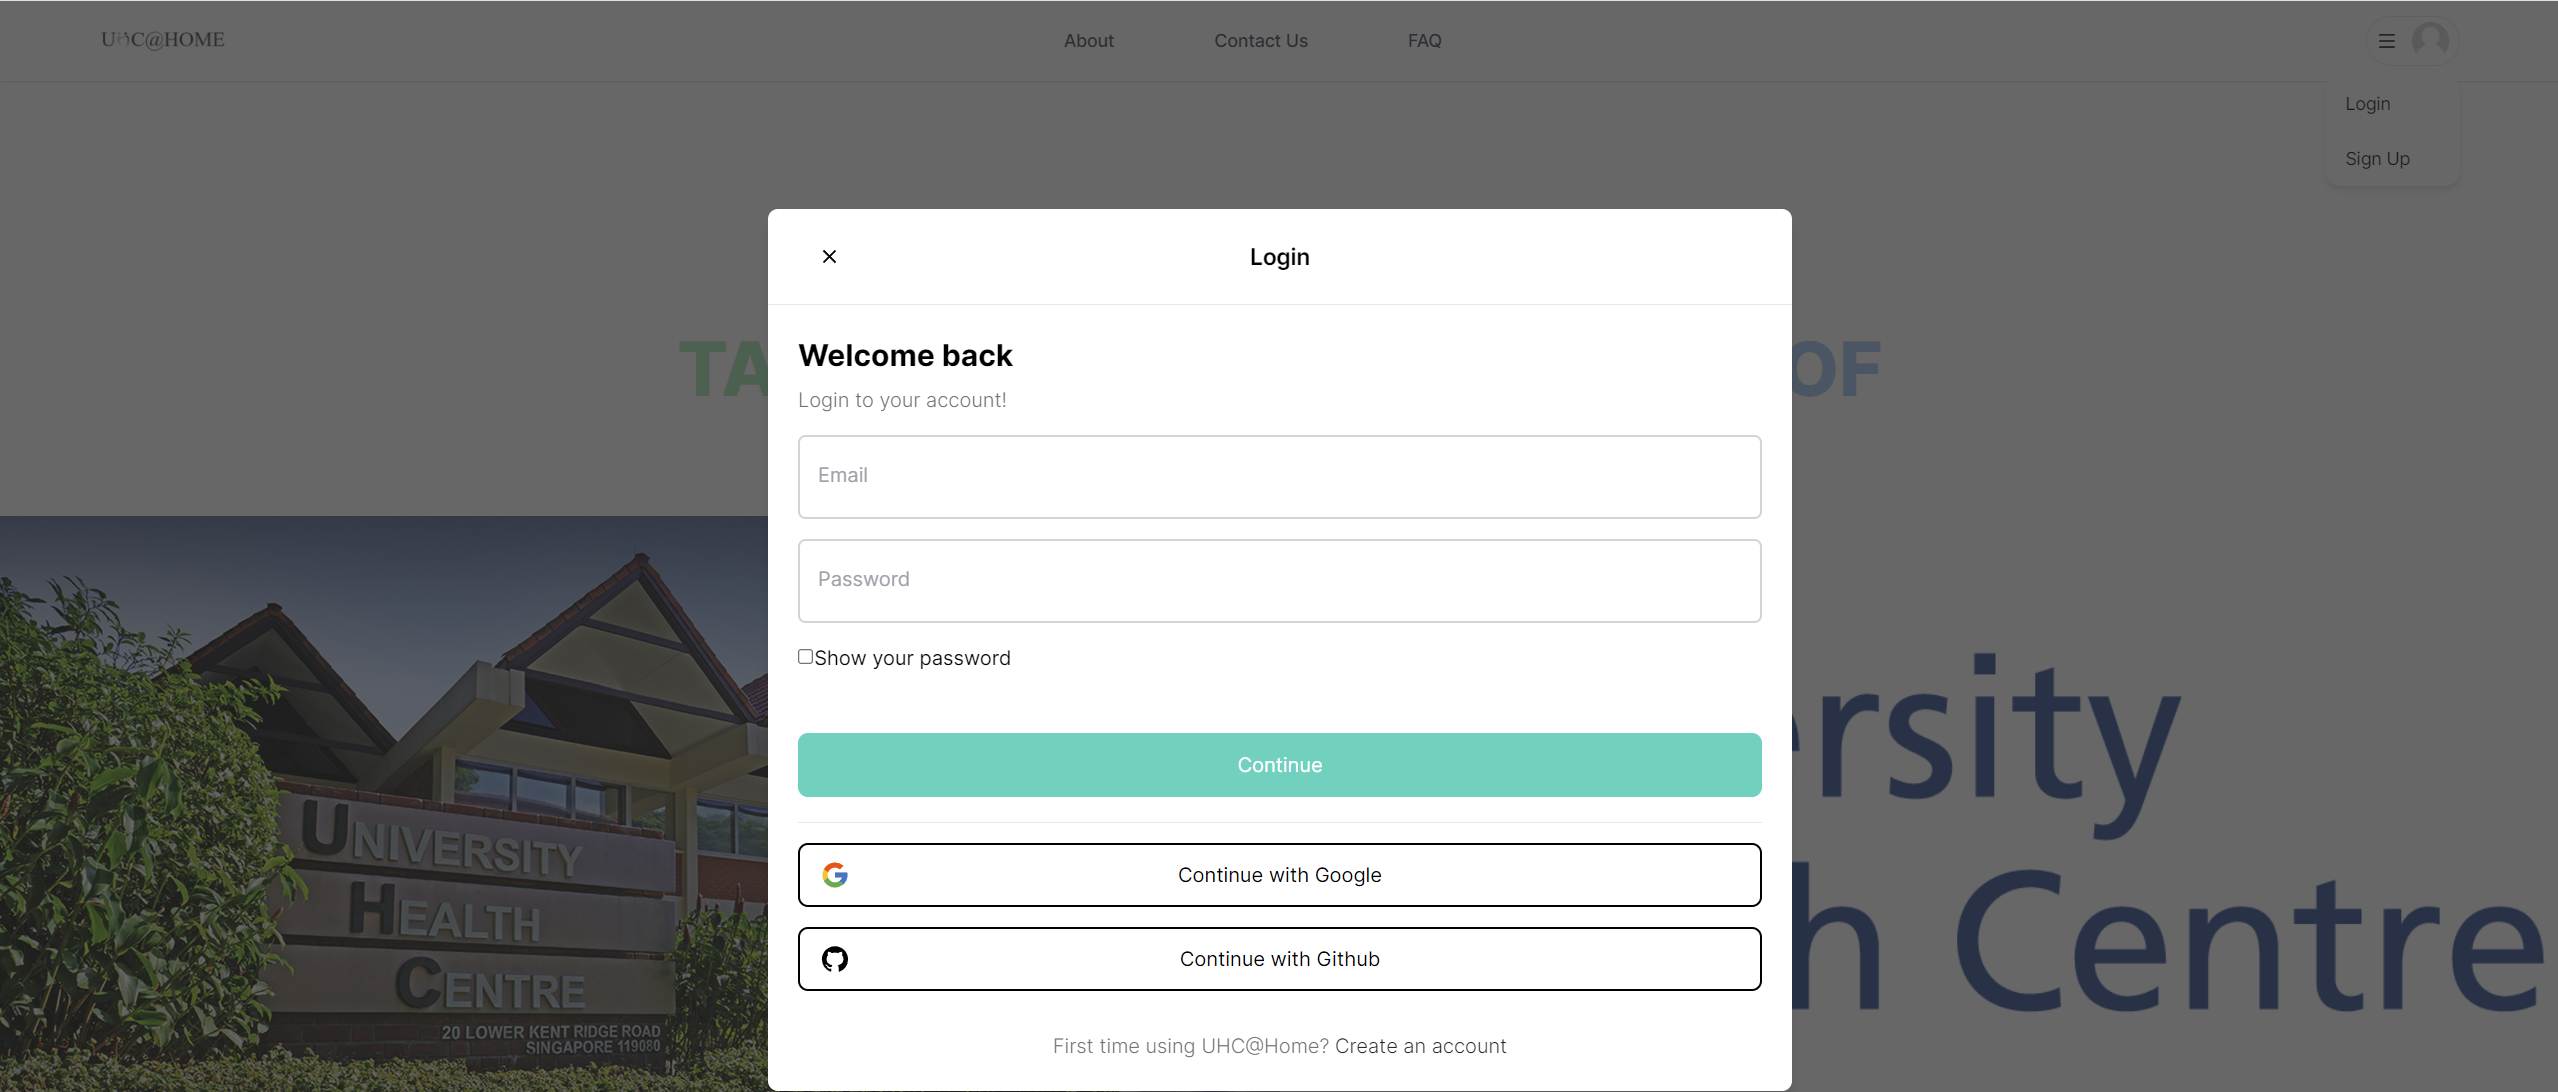 UHC@HOME
About
Contact Us
FAQ
Login
Sign Up
Login
TA
OF
Welcome back
Login to your account!
Email
Password
Show your password
Continue
Continue with Google
Continue with Github
First time using UHC@Home? Create an account
UNIVERSITY
HEALTH
CENTRE
20 LOWER KENT RIDGE ROAD
SINGAPORE 119080
ersity
h Centre